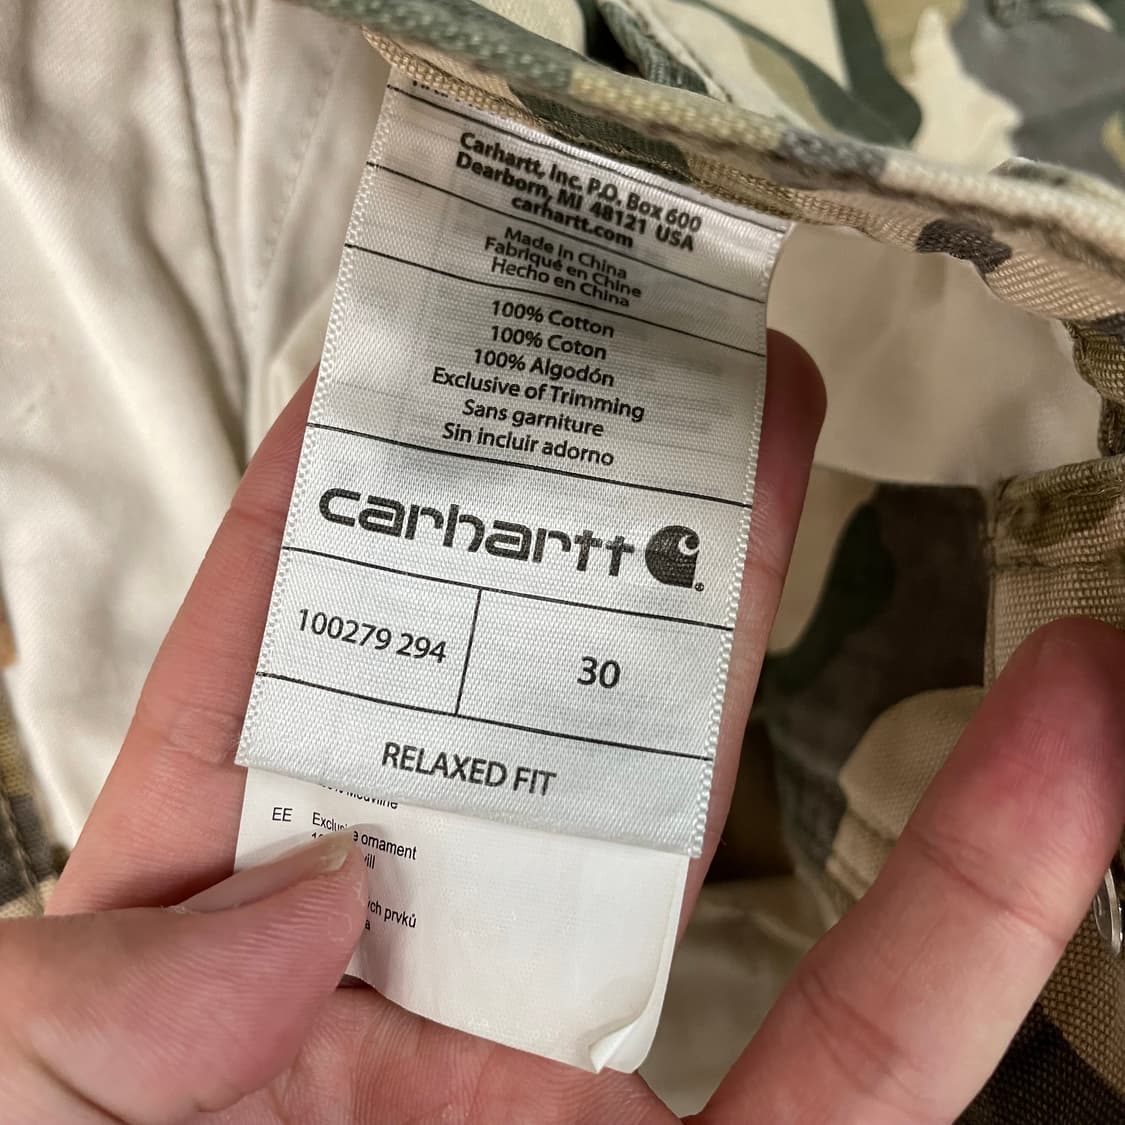 Carhartt, Inc. P.O. Box 600
Dearborn, MI 48121 USA
carhartt.com
Made in China
Fabriqué en Chine
Hecho en China
100% Cotton
100% Coton
100% Algodón
Exclusive of Trimming
Sans garniture
Sin incluir adorno
carhartt
100279 294
30
RELAXED FIT
EE
ornament
prvků